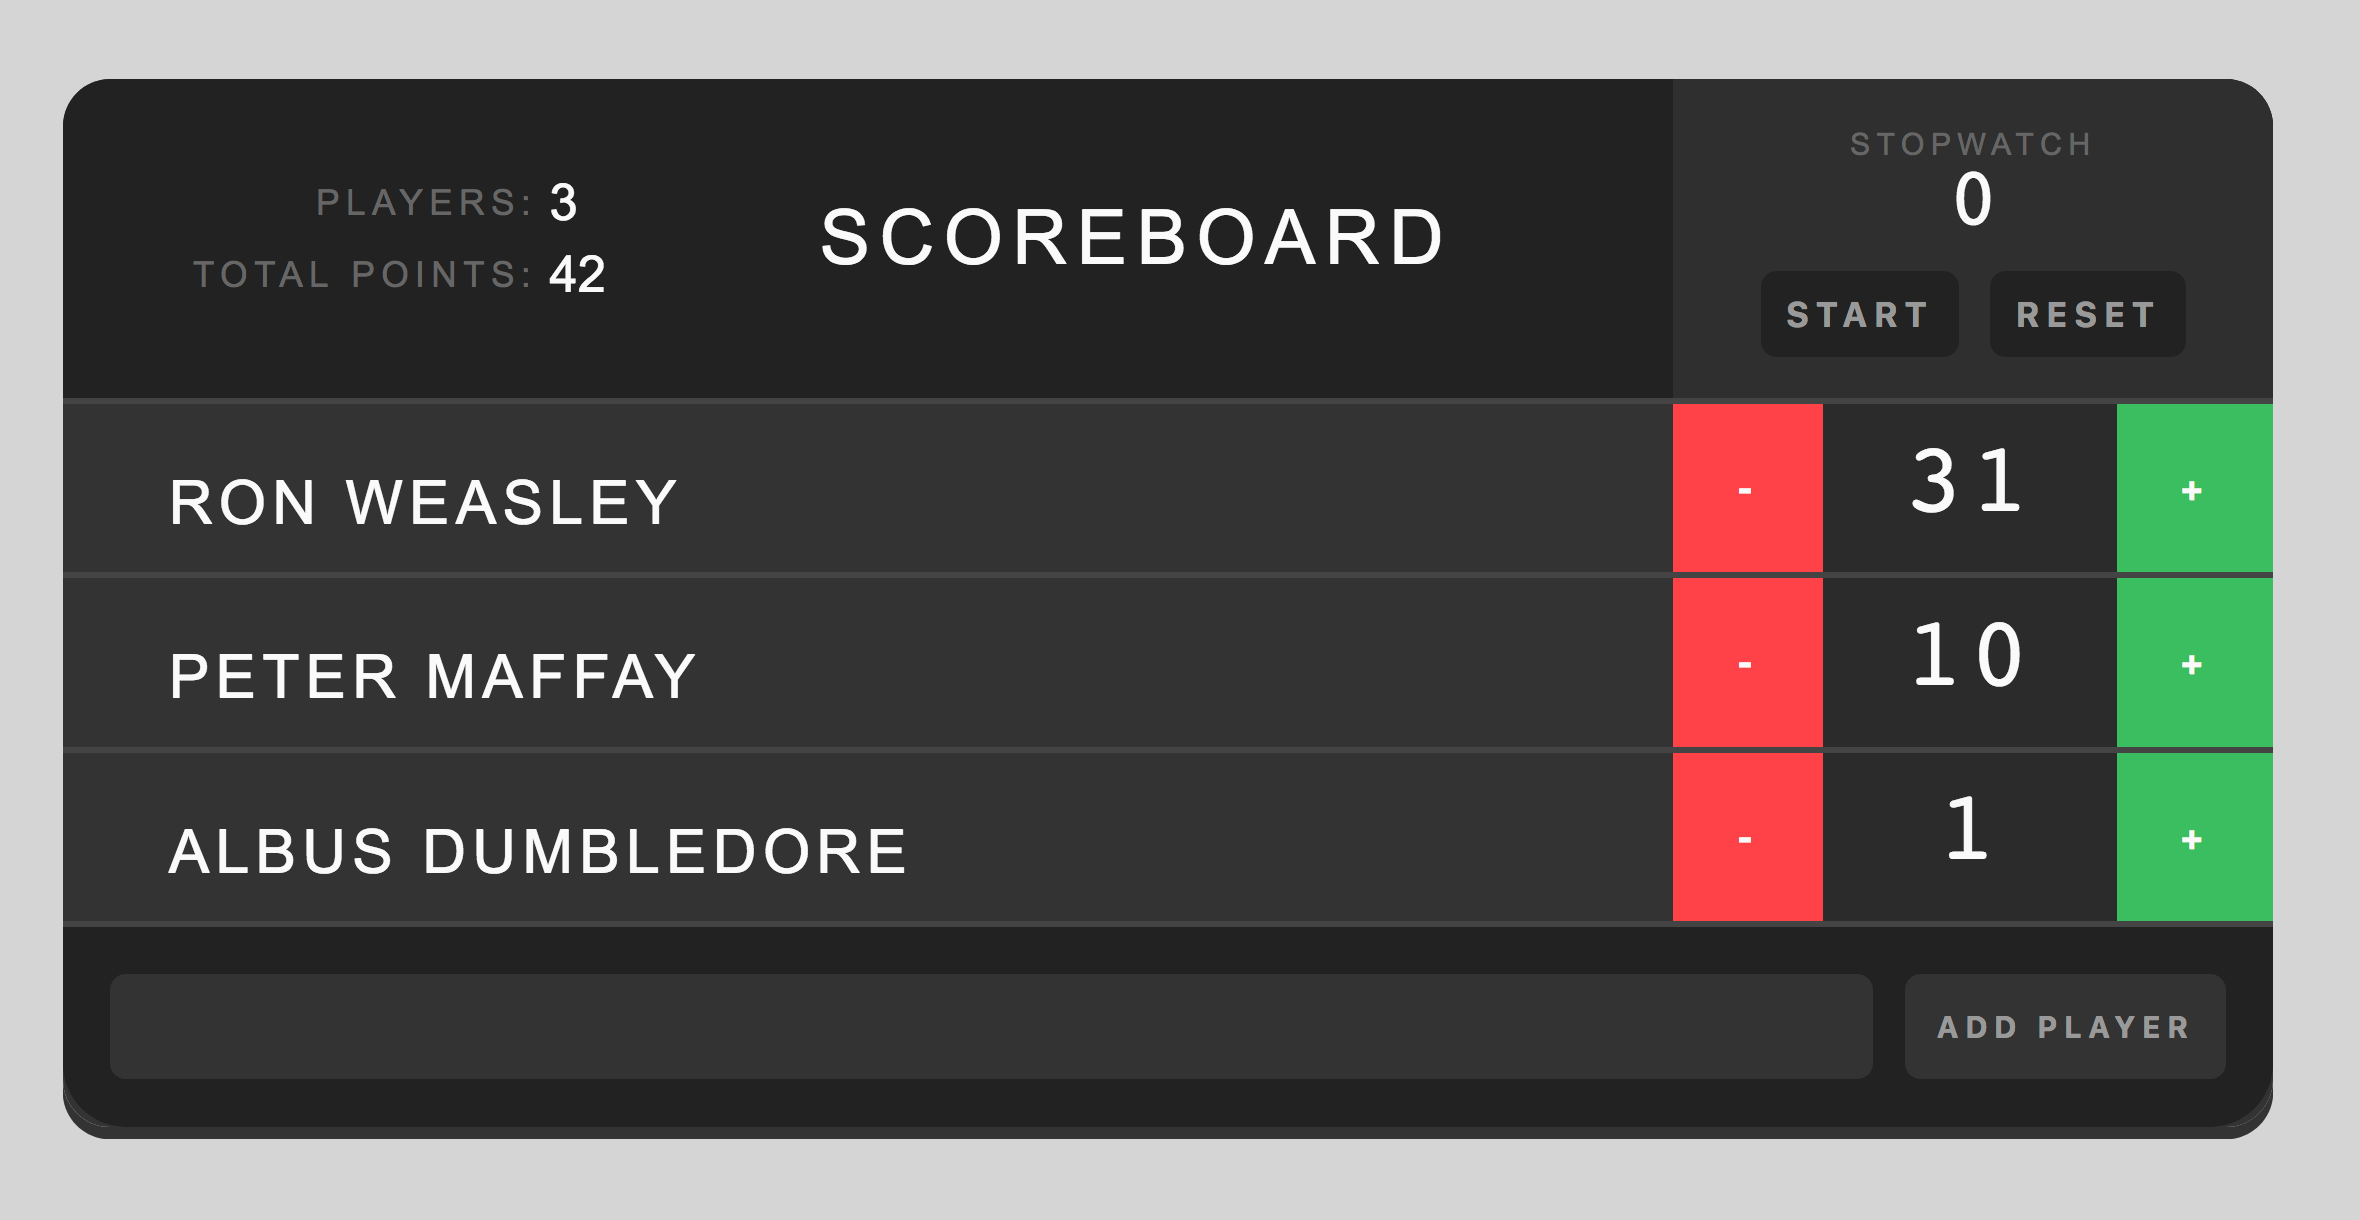 PLAYERS: 3
TOTAL POINTS: 42
SCOREBOARD
STOPWATCH
0
START RESET
RON WEASLEY - 31 +
PETER MAFFAY - 10 +
ALBUS DUMBLEDORE - 1 +
ADD PLAYER